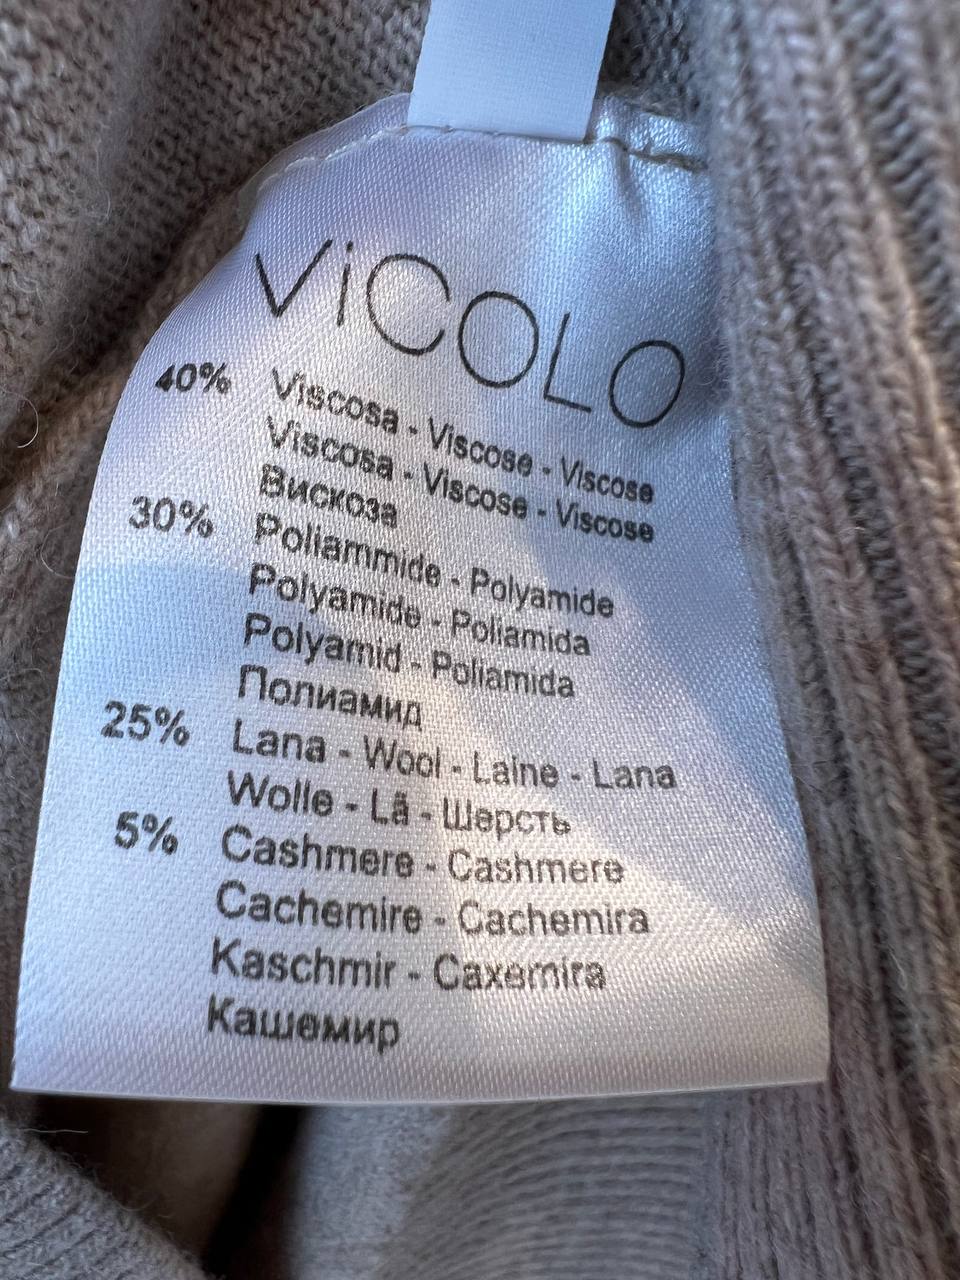 ViCOLO
40% Viscosa - Viscose - Viscose
Viscosa - Viscose - Viscose
Вискоза
30% Poliammide - Polyamide
Polyamide - Poliamida
Polyamid - Poliamida
Полиамид
25% Lana - Wool - Laine - Lana
Wolle - Lã - Шерсть
5% Cashmere - Cashmere
Cachemire - Cachemira
Kaschmir - Caxemira
Кашемир